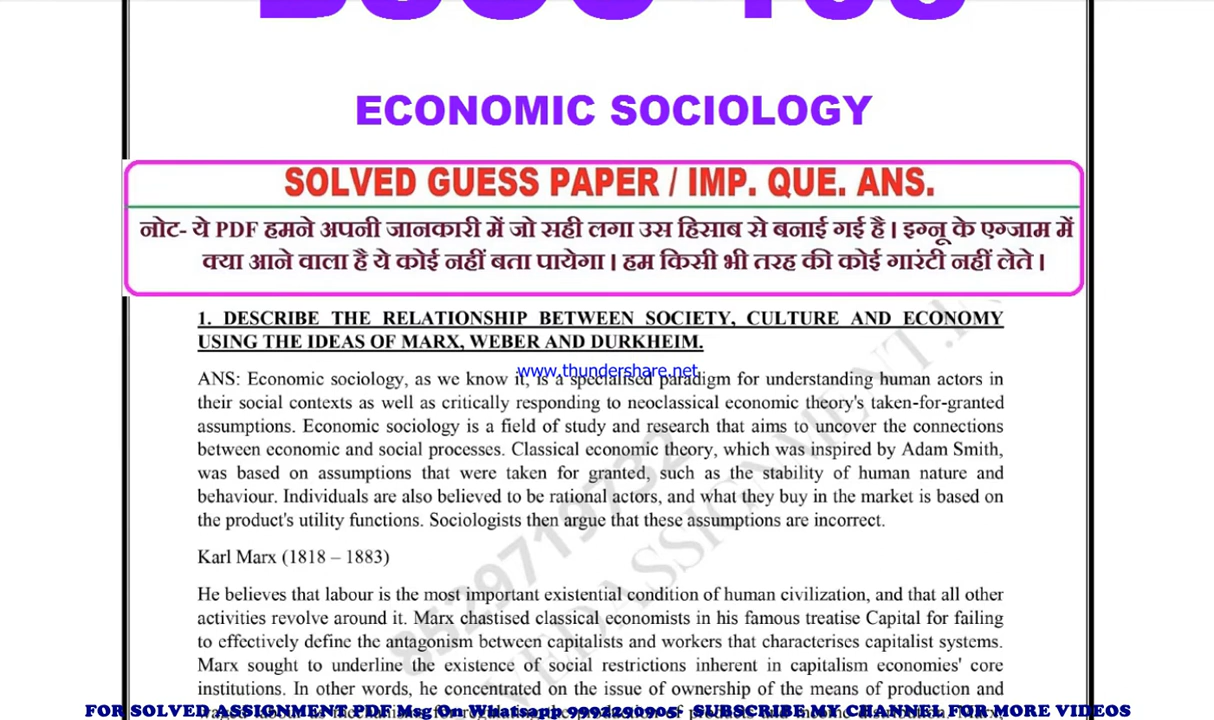 ECONOMIC SOCIOLOGY
SOLVED GUESS PAPER / IMP. QUE. ANS.
नोट- ये PDF हमने अपनी जानकारी में जो सही लगा उस हिसाब से बनाई गई है। इग्नू के एग्जाम में
क्या आने वाला है ये कोई नहीं बता पायेगा। हम किसी भी तरह की कोई गारंटी नहीं लेते।
1. DESCRIBE THE RELATIONSHIP BETWEEN SOCIETY, CULTURE AND ECONOMY
USING THE IDEAS OF MARX, WEBER AND DURKHEIM.
www.thundershare.net
ANS: Economic sociology, as we know it, is a specialised paradigm for understanding human actors in
their social contexts as well as critically responding to neoclassical economic theory's taken-for-granted
assumptions. Economic sociology is a field of study and research that aims to uncover the connections
between economic and social processes. Classical economic theory, which was inspired by Adam Smith,
was based on assumptions that were taken for granted, such as the stability of human nature and
behaviour. Individuals are also believed to be rational actors, and what they buy in the market is based on
the product's utility functions. Sociologists then argue that these assumptions are incorrect.
Karl Marx (1818 – 1883)
He believes that labour is the most important existential condition of human civilization, and that all other
activities revolve around it. Marx chastised classical economists in his famous treatise Capital for failing
to effectively define the antagonism between capitalists and workers that characterises capitalist systems.
Marx sought to underline the existence of social restrictions inherent in capitalism economies' core
institutions. In other words, he concentrated on the issue of ownership of the means of production and
8529719732
VEDASSIGNMENT.IN
FOR SOLVED ASSIGNMENT PDF Msg On Whatsapp 9992290905- SUBSCRIBE MY CHANNEL FOR MORE VIDEOS